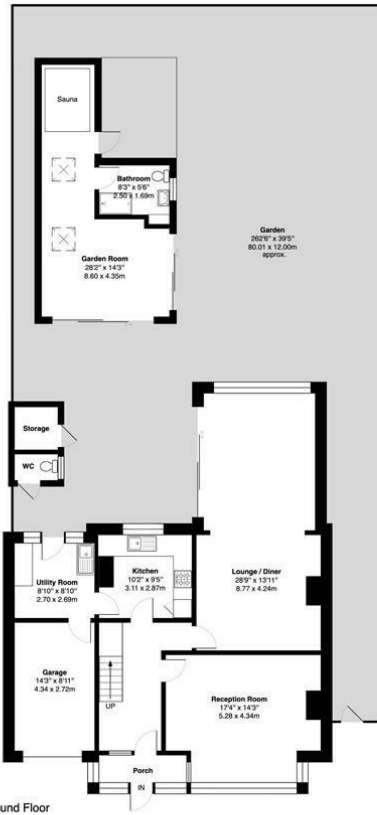 Sauna
Bathroom
8'3" x 5'6"
2.50 x 1.69m
Garden Room
28'2" x 14'3"
8.60 x 4.35m
Garden
262'6" x 39'5"
80.01 x 12.00m
approx.
Storage
WC
Utility Room
8'10" x 8'10"
2.70 x 2.69m
Kitchen
10'2" x 9'5"
3.11 x 2.87m
Lounge / Diner
28'9" x 13'11"
8.77 x 4.24m
Garage
14'3" x 8'11"
4.34 x 2.72m
UP
Reception Room
17'4" x 14'3"
5.28 x 4.34m
Porch
IN
und Floor